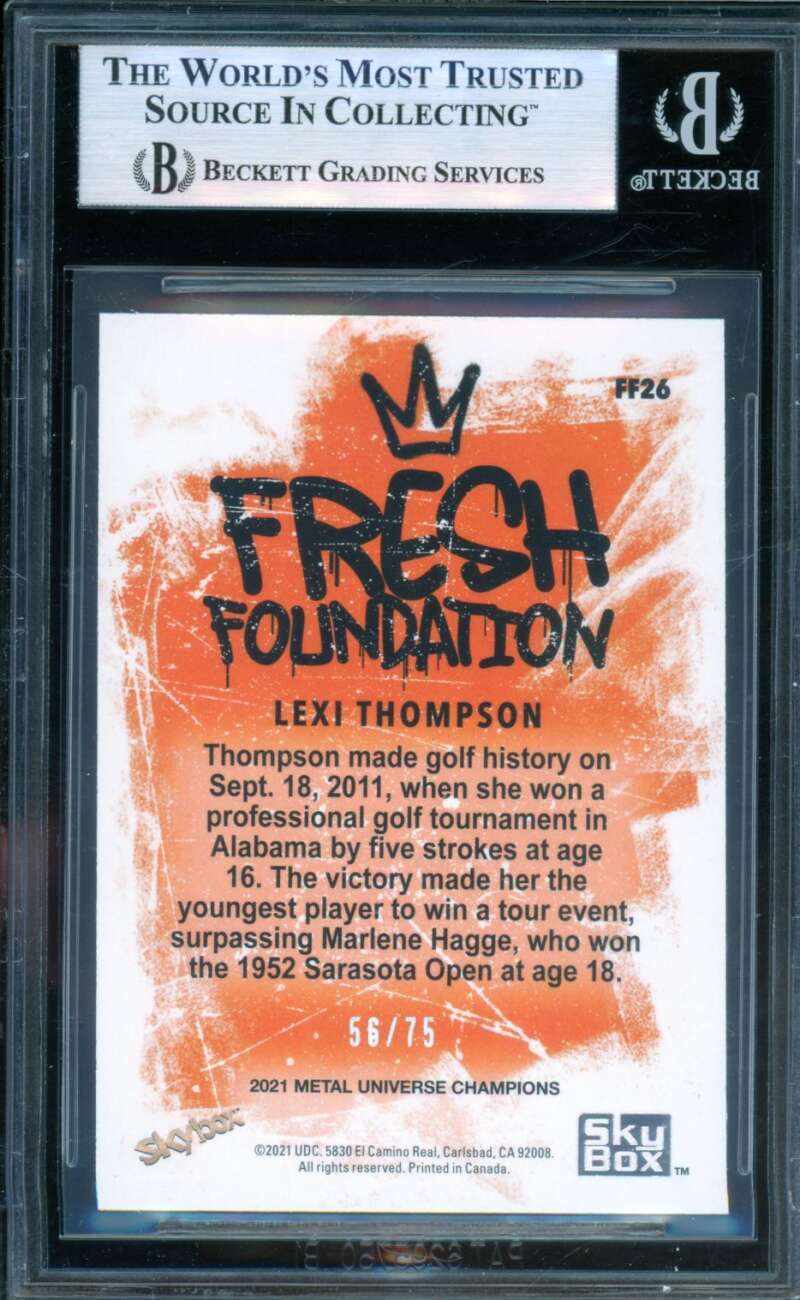 THE WORLD'S MOST TRUSTED
SOURCE IN COLLECTING™
B BECKETT GRADING SERVICES
B
BECKETT®
FF26
FRESH
FOUNDATION
LEXI THOMPSON
Thompson made golf history on
Sept. 18, 2011, when she won a
professional golf tournament in
Alabama by five strokes at age
16. The victory made her the
youngest player to win a tour event,
surpassing Marlene Hagge, who won
the 1952 Sarasota Open at age 18.
56/75
2021 METAL UNIVERSE CHAMPIONS
Skybox™
©2021 UDC. 5830 El Camino Real, Carlsbad, CA 92008.
All rights reserved. Printed in Canada.
Sky
Box™